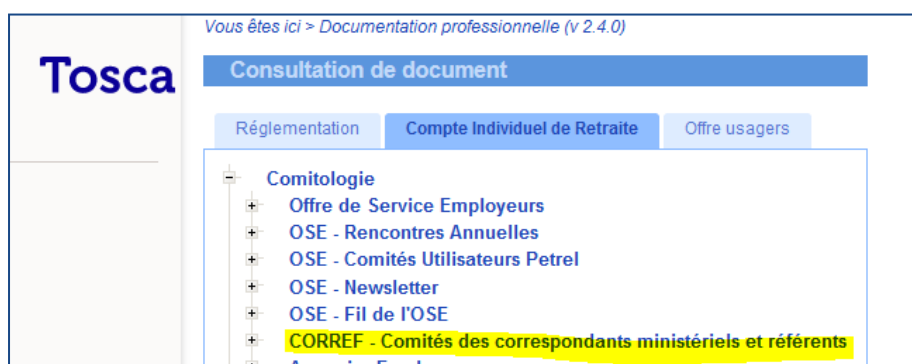 Vous êtes ici > Documentation professionnelle (v 2.4.0)
Tosca
Consultation de document
Réglementation Compte Individuel de Retraite Offre usagers
Comitologie
Offre de Service Employeurs
OSE - Rencontres Annuelles
OSE - Comités Utilisateurs Petrel
OSE - Newsletter
OSE - Fil de l'OSE
CORREF - Comités des correspondants ministériels et référents